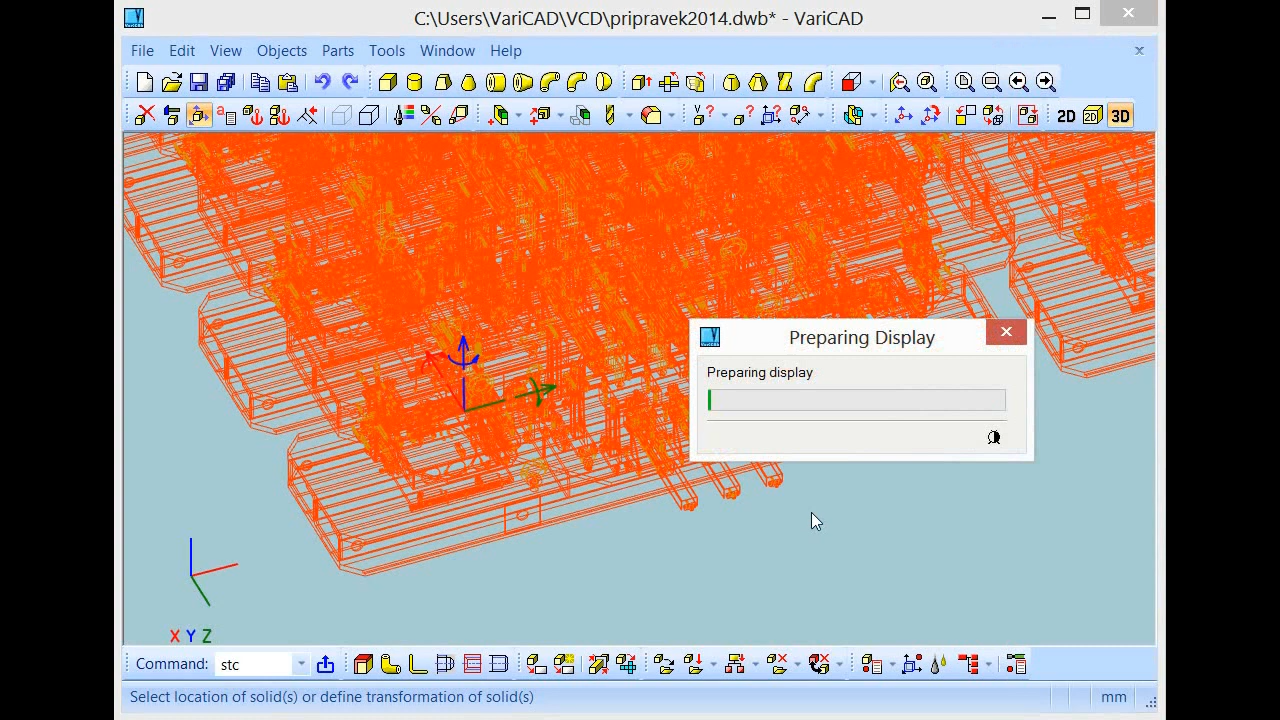 C:\Users\VariCAD\VCD\pripravek2014.dwb* - VariCAD
File Edit View Objects Parts Tools Window Help
2D 2D 3D
Preparing Display
Preparing display
X Y Z
Command: stc
Select location of solid(s) or define transformation of solid(s)
mm